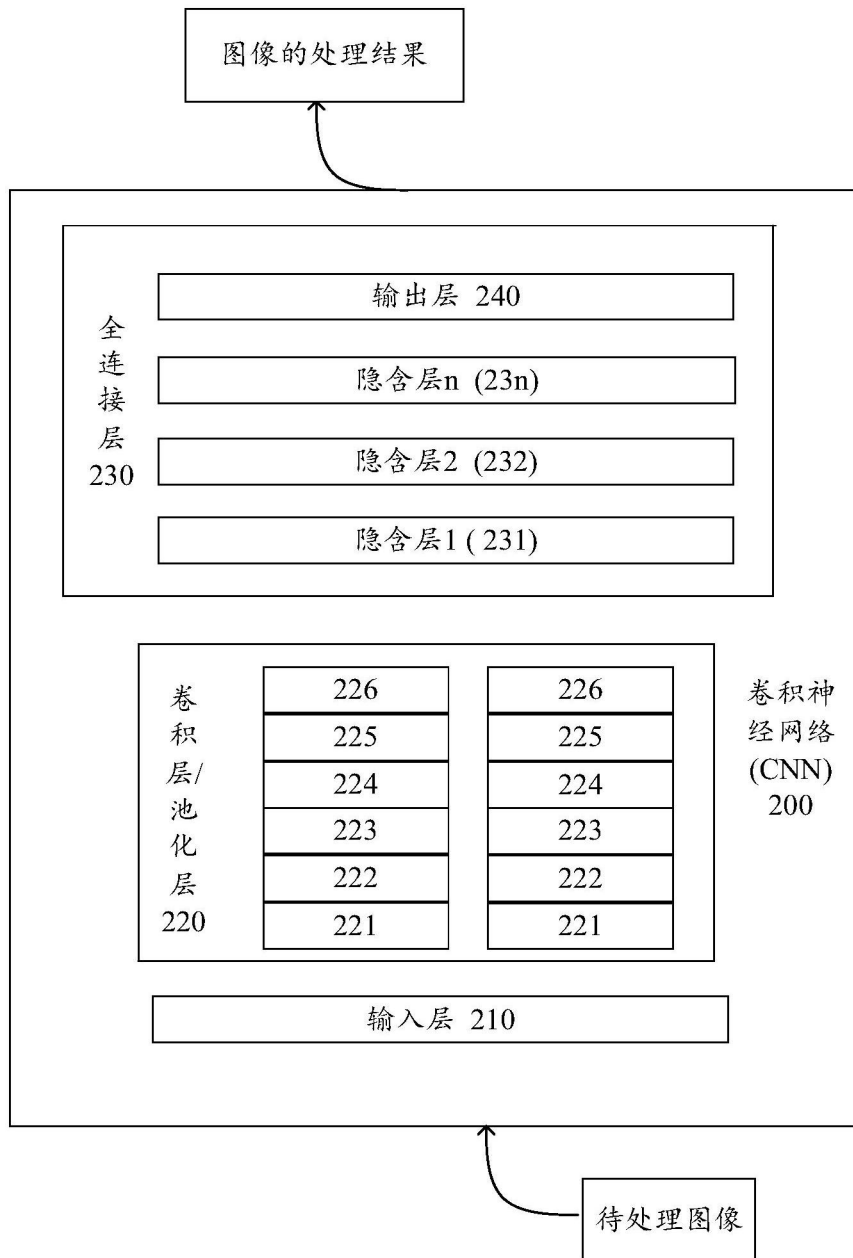 图像的处理结果
输出层 240
隐含层n (23n)
隐含层2 (232)
隐含层1 ( 231)
全
连
接
层
230
226
225
224
223
222
221
226
225
224
223
222
221
卷
积
层/
池
化
层
220
卷积神
经网络
(CNN)
200
输入层 210
待处理图像